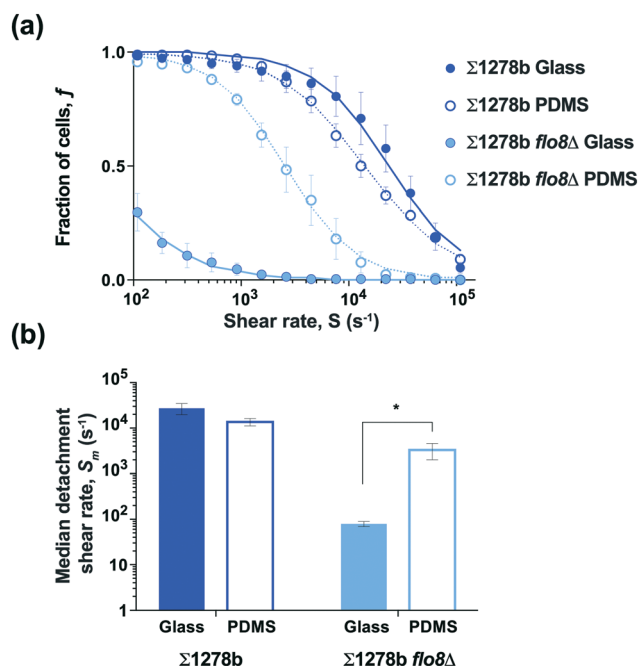 (a)
Fraction of cells, f
1.0
0.5
0.0
10² 10³ 10⁴ 10⁵
Shear rate, S (s⁻¹)
Σ1278b Glass
Σ1278b PDMS
Σ1278b flo8Δ Glass
Σ1278b flo8Δ PDMS
(b)
Median detachment
shear rate, Sₘ (s⁻¹)
10⁵
10⁴
10³
10²
10
1
*
Glass PDMS Glass PDMS
Σ1278b Σ1278b flo8Δ